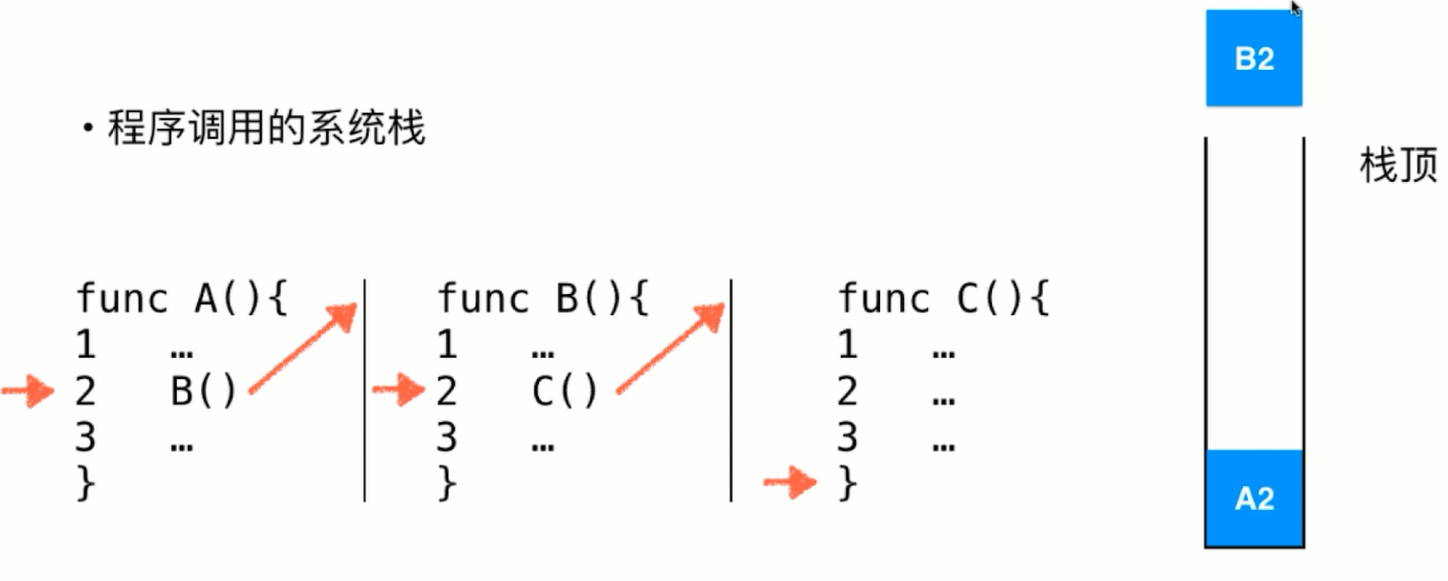 • 程序调用的系统栈
B2
栈顶
func A(){
1 …
2 B()
3 …
}
func B(){
1 …
2 C()
3 …
}
func C(){
1 …
2 …
3 …
}
A2